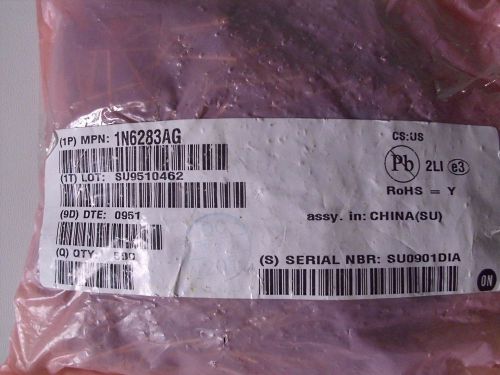 (1P) MPN: 1N6283AG
(1T) LOT: SU9510462
(9D) DTE: 0951
(Q) QTY: 500
CS:US
Pb 2LI e3
RoHS = Y
assy. in: CHINA(SU)
(S) SERIAL NBR: SU0901DIA
ON